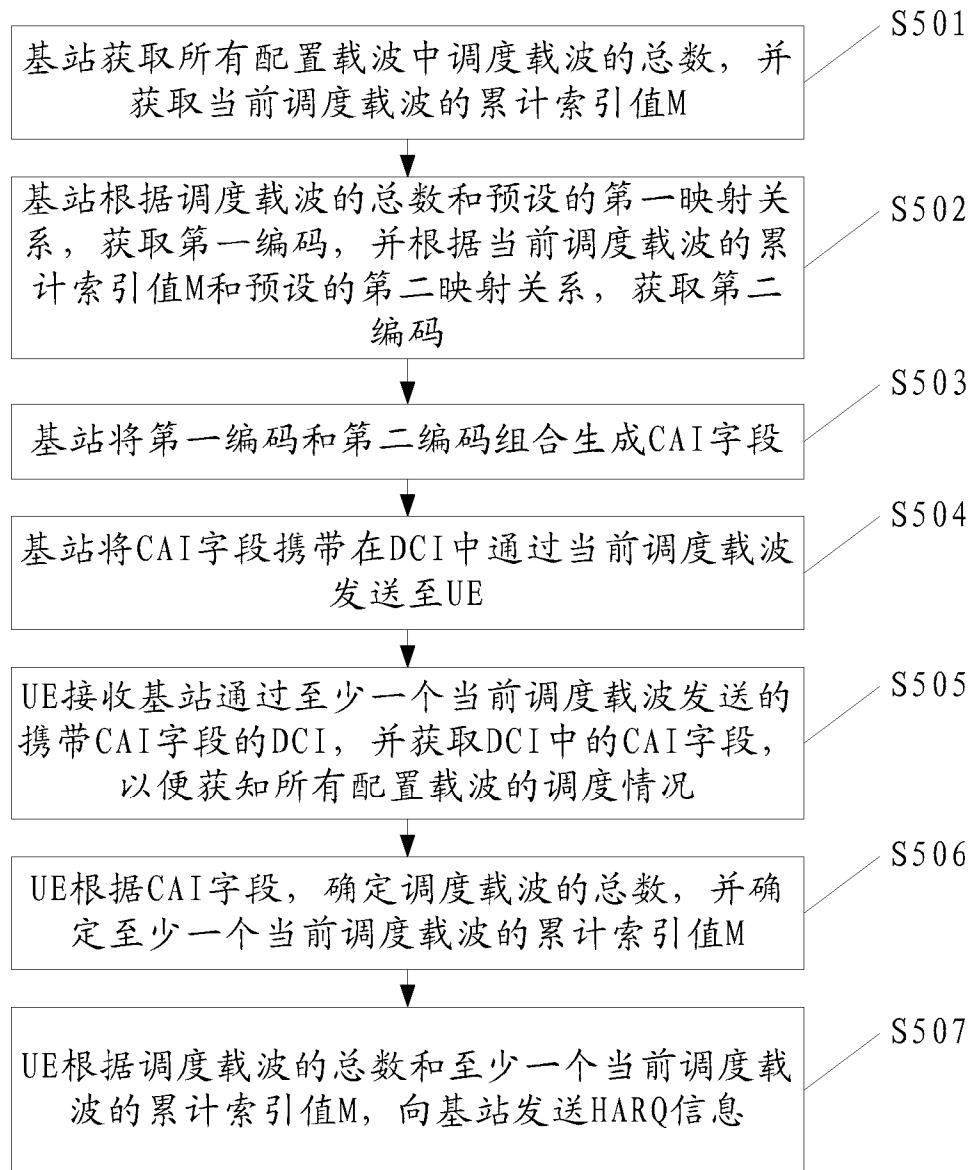 基站获取所有配置载波中调度载波的总数，并
获取当前调度载波的累计索引值M
S501
基站根据调度载波的总数和预设的第一映射关
系，获取第一编码，并根据当前调度载波的累
计索引值M和预设的第二映射关系，获取第二
编码
S502
基站将第一编码和第二编码组合生成CAI字段
S503
基站将CAI字段携带在DCI中通过当前调度载波
发送至UE
S504
UE接收基站通过至少一个当前调度载波发送的
携带CAI字段的DCI，并获取DCI中的CAI字段，
以便获知所有配置载波的调度情况
S505
UE根据CAI字段，确定调度载波的总数，并确
定至少一个当前调度载波的累计索引值M
S506
UE根据调度载波的总数和至少一个当前调度载
波的累计索引值M，向基站发送HARQ信息
S507